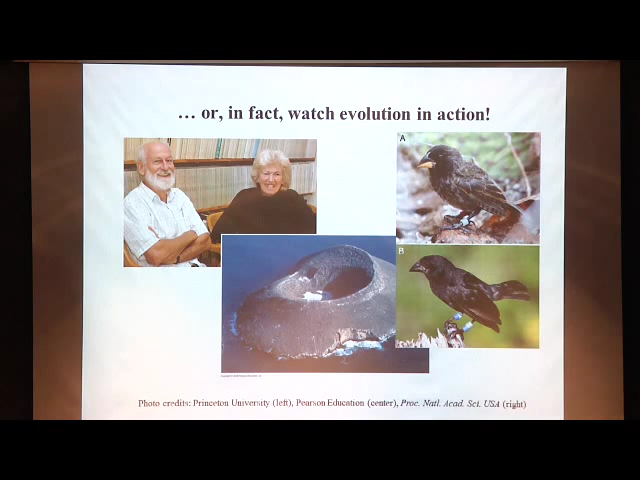 … or, in fact, watch evolution in action!
A
B
Photo credits: Princeton University (left), Pearson Education (center), Proc. Natl. Acad. Sci. USA (right)